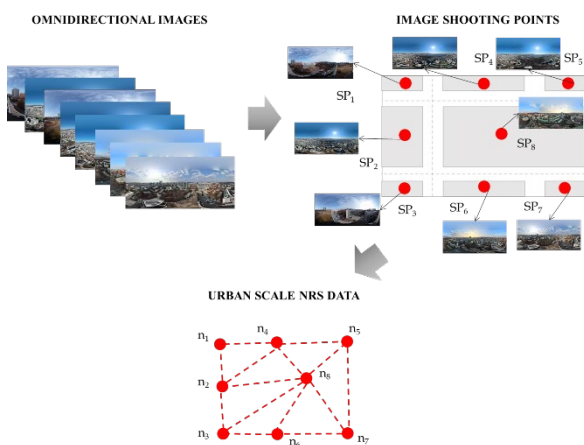 OMNIDIRECTIONAL IMAGES
IMAGE SHOOTING POINTS
SP4
SP5
SP1
SP8
SP2
SP3
SP6
SP7
URBAN SCALE NRS DATA
n1
n4
n5
n8
n2
n3
n6
n7